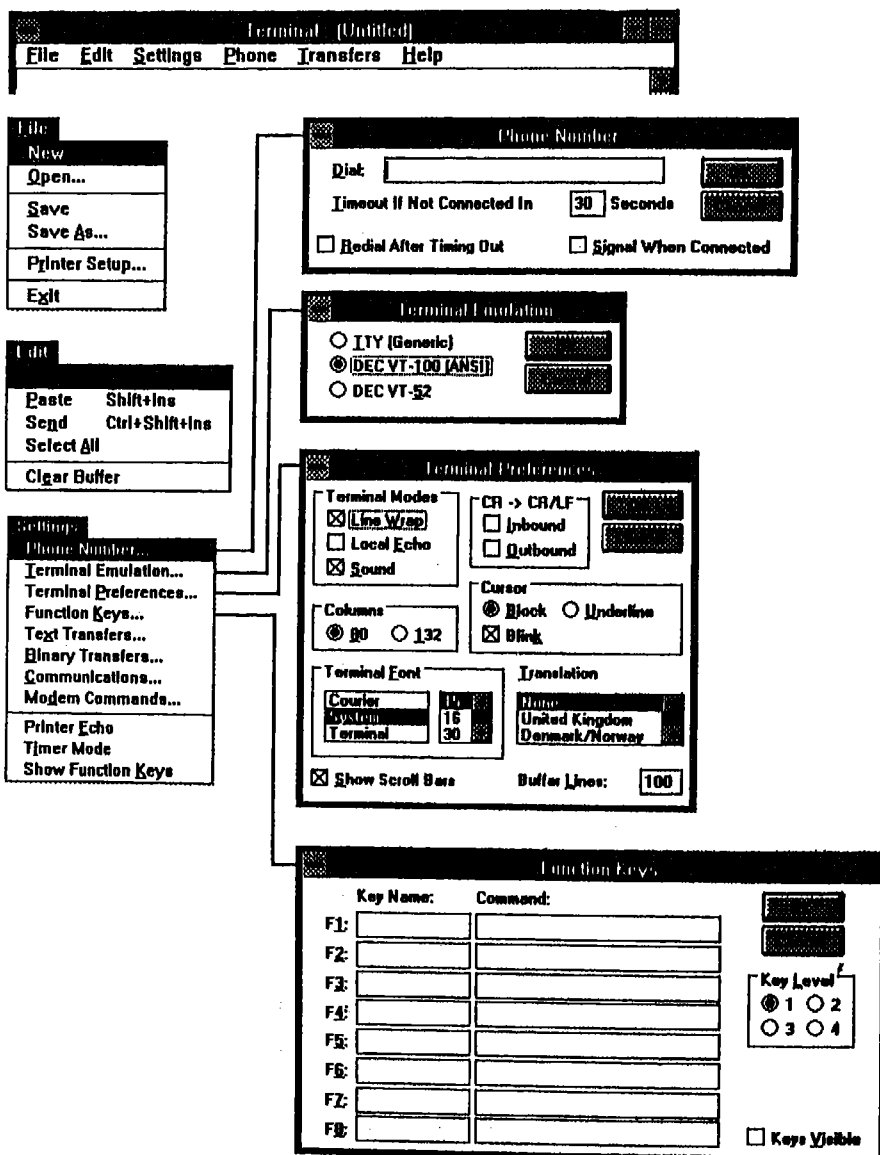 Terminal - (Untitled)
File Edit Settings Phone Transfers Help
File
New
Open...
Save
Save As...
Printer Setup...
Exit
Edit
Paste Shift+Ins
Send Ctrl+Shift+Ins
Select All
Clear Buffer
Settings
Phone Number...
Terminal Emulation...
Terminal Preferences...
Function Keys...
Text Transfers...
Binary Transfers...
Communications...
Modem Commands...
Printer Echo
Timer Mode
Show Function Keys
Phone Number
Dial:
Timeout If Not Connected In 30 Seconds
Redial After Timing Out Signal When Connected
Terminal Emulation
TTY (Generic)
DEC VT-100 (ANSI)
DEC VT-52
Terminal Preferences
Terminal Modes
Line Wrap
Local Echo
Sound
CR -> CR/LF
Inbound
Outbound
Columns
80 132
Cursor
Block Underline
Blink
Terminal Font
Courier
System
Terminal
16
30
Translation
None
United Kingdom
Denmark/Norway
Show Scroll Bars Buffer Lines: 100
Function Keys
Key Name: Command:
F1:
F2:
F3:
F4:
F5:
F6:
F7:
F8:
Key Level
1 2
3 4
Keys Visible